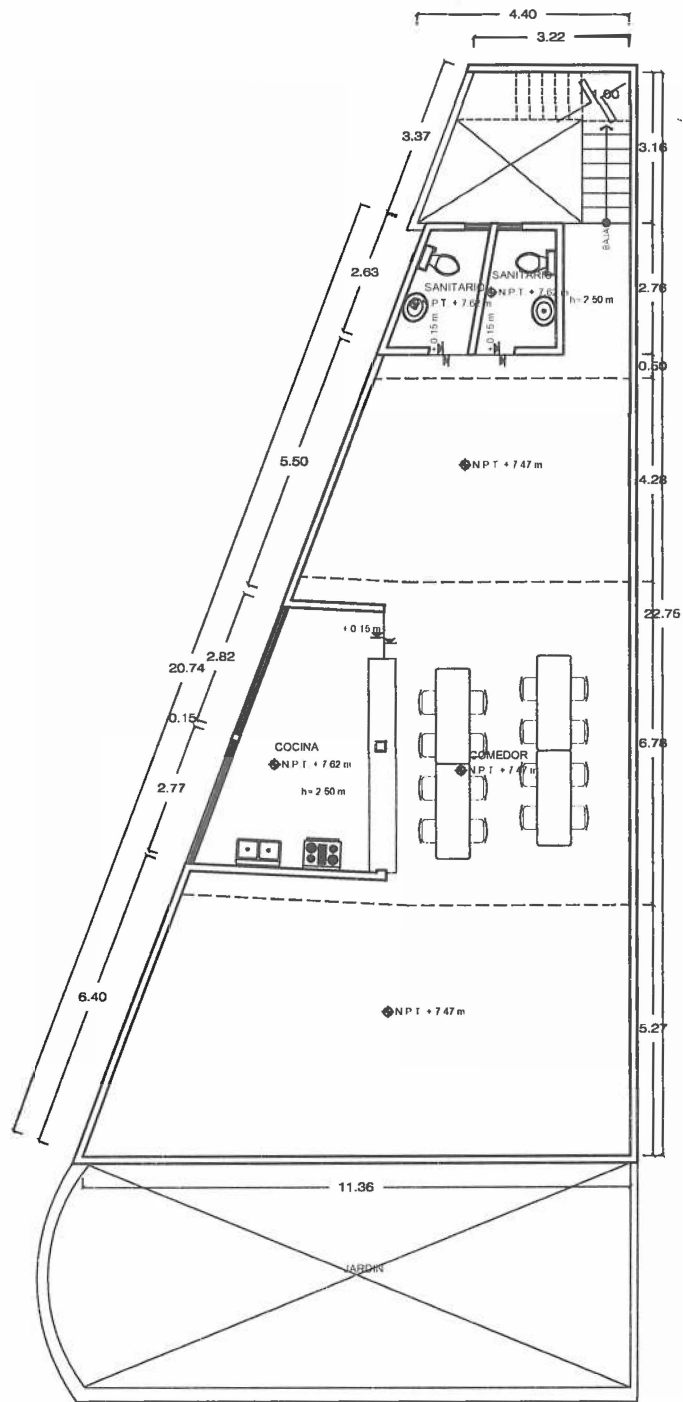 4.40
3.22
1.00
3.37
3.16
BAJA
2.63
SANITARIO
N.P.T. + 7.62 m
SANITARIO
N.P.T. + 7.62 m
h= 2.50 m
2.76
+ 0.15 m
+ 0.15 m
0.50
5.50
N.P.T. + 7.47 m
4.28
22.75
+ 0.15 m
2.82
20.74
0.15
COCINA
N.P.T. + 7.62 m
h= 2.50 m
COMEDOR
N.P.T. + 7.47 m
6.78
2.77
6.40
N.P.T. + 7.47 m
5.27
11.36
JARDIN